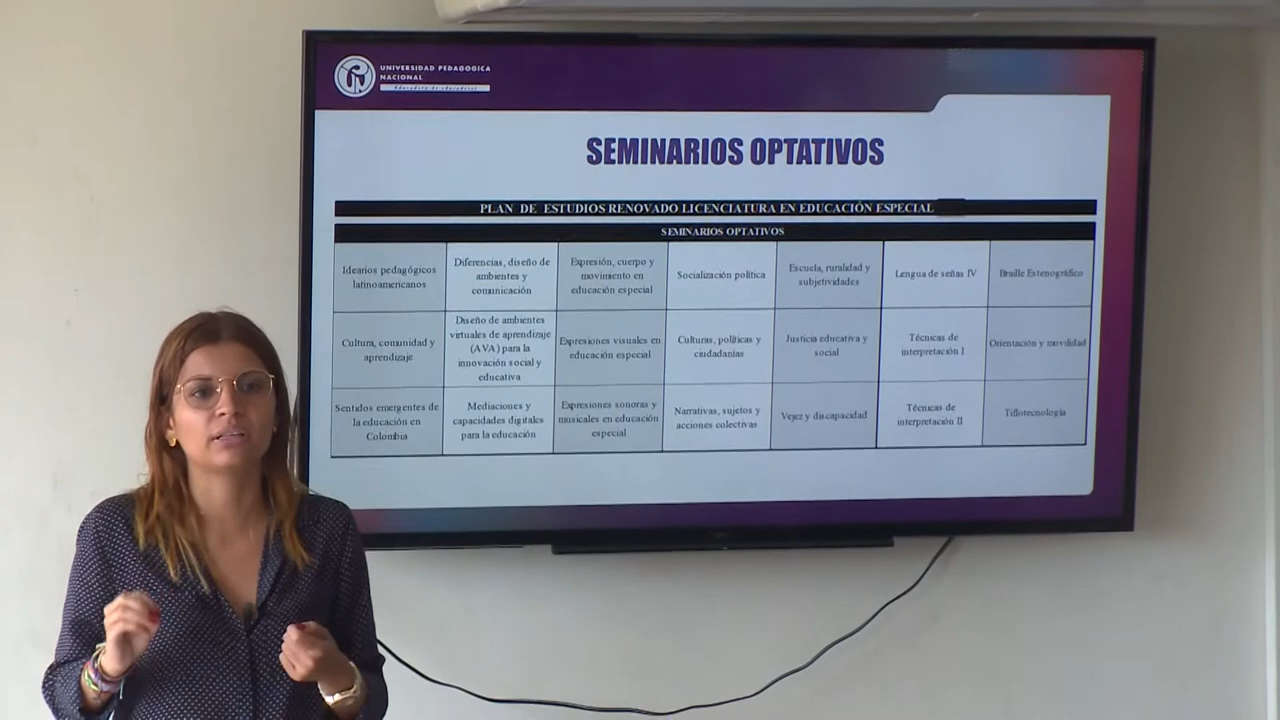 UNIVERSIDAD PEDAGOGICA
NACIONAL
Educadora de educadores
SEMINARIOS OPTATIVOS
PLAN DE ESTUDIOS RENOVADO LICENCIATURA EN EDUCACIÓN ESPECIAL
SEMINARIOS OPTATIVOS
Idearios pedagógicos
latinoamericanos
Diferencias, diseño de
ambientes y
comunicación
Expresión, cuerpo y
movimiento en
educación especial
Socialización política
Escuela, ruralidad y
subjetividades
Lengua de señas IV
Braille Estenográfico
Cultura, comunidad y
aprendizaje
Diseño de ambientes
virtuales de aprendizaje
(AVA) para la
innovación social y
educativa
Expresiones visuales en
educación especial
Culturas, políticas y
ciudadanías
Justicia educativa y
social
Técnicas de
interpretación I
Orientación y movilidad
Sentidos emergentes de
la educación en
Colombia
Mediaciones y
capacidades digitales
para la educación
Expresiones sonoras y
musicales en educación
especial
Narrativas, sujetos y
acciones colectivas
Vejez y discapacidad
Técnicas de
interpretación II
Tiflotecnología